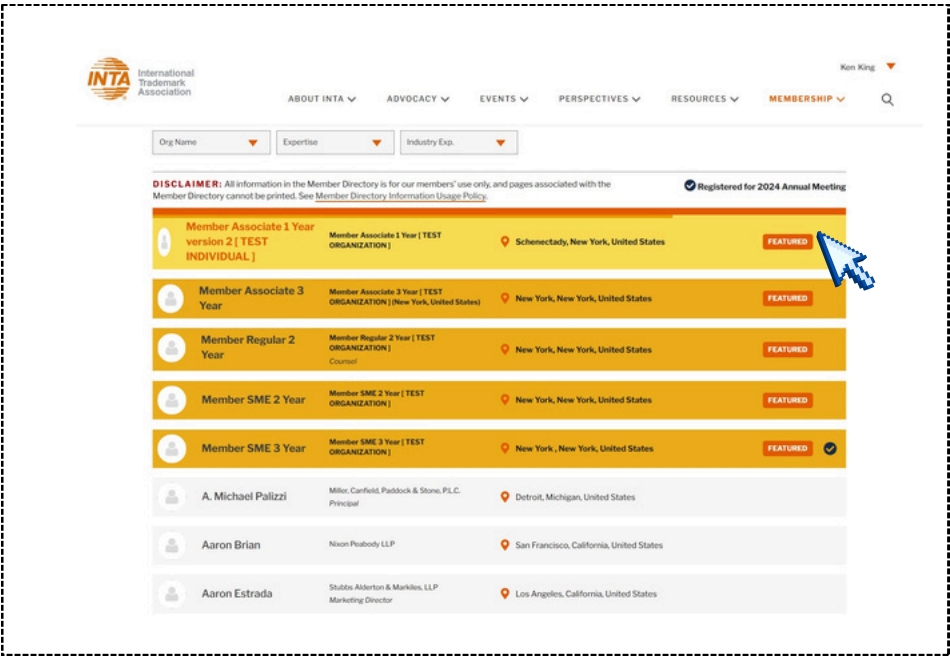 INTA International
Trademark
Association
Ken King
ABOUT INTA ADVOCACY EVENTS PERSPECTIVES RESOURCES MEMBERSHIP
Org Name Expertise Industry Exp.
DISCLAIMER: All information in the Member Directory is for our members' use only, and pages associated with the
Member Directory cannot be printed. See Member Directory Information Usage Policy.
Registered for 2024 Annual Meeting
Member Associate 1 Year
version 2 [ TEST
INDIVIDUAL ]
Member Associate 1 Year [ TEST
ORGANIZATION ]
Schenectady, New York, United States
FEATURED
Member Associate 3
Year
Member Associate 3 Year [ TEST
ORGANIZATION ] (New York, United States)
New York, New York, United States
FEATURED
Member Regular 2
Year
Member Regular 2 Year [ TEST
ORGANIZATION ]
Counsel
New York, New York, United States
FEATURED
Member SME 2 Year
Member SME 2 Year [ TEST
ORGANIZATION ]
New York, New York, United States
FEATURED
Member SME 3 Year
Member SME 3 Year [ TEST
ORGANIZATION ]
New York , New York, United States
FEATURED
A. Michael Palizzi
Miller, Canfield, Paddock & Stone, P.L.C.
Principal
Detroit, Michigan, United States
Aaron Brian
Nixon Peabody LLP
San Francisco, California, United States
Aaron Estrada
Stubbs Alderton & Markiles, LLP
Marketing Director
Los Angeles, California, United States